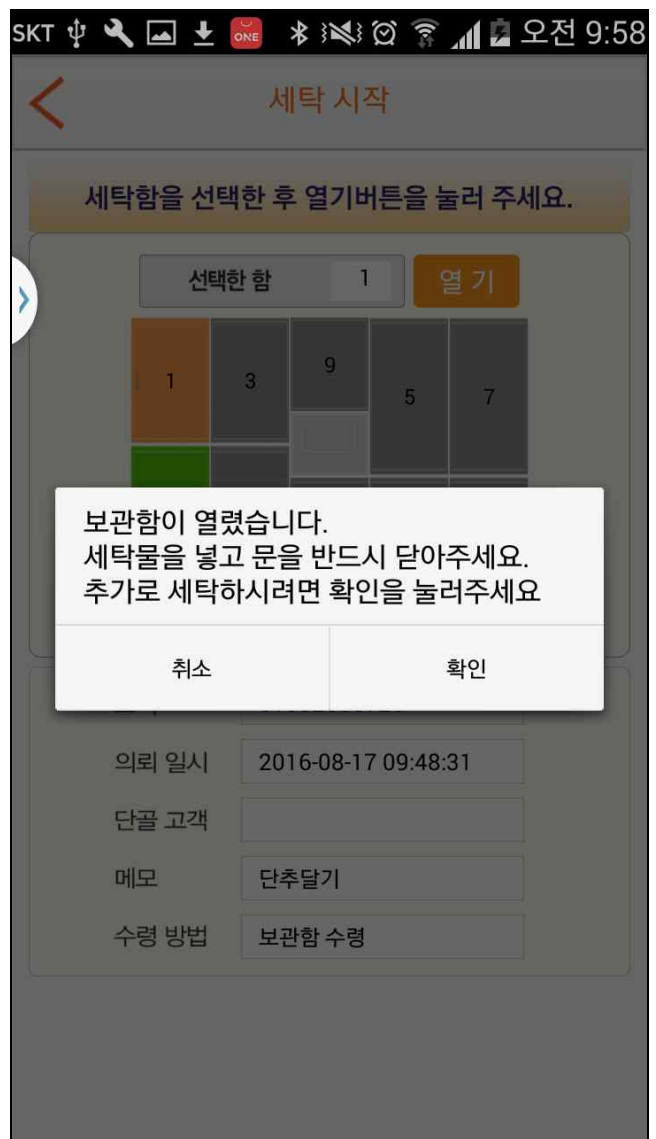 SKT ONE 오전 9:58
세탁 시작
세탁함을 선택한 후 열기버튼을 눌러 주세요.
선택한 함 1 열 기
1 3 9 5 7
보관함이 열렸습니다.
세탁물을 넣고 문을 반드시 닫아주세요.
추가로 세탁하시려면 확인을 눌러주세요
취소 확인
의뢰 일시 2016-08-17 09:48:31
단골 고객
메모 단추달기
수령 방법 보관함 수령